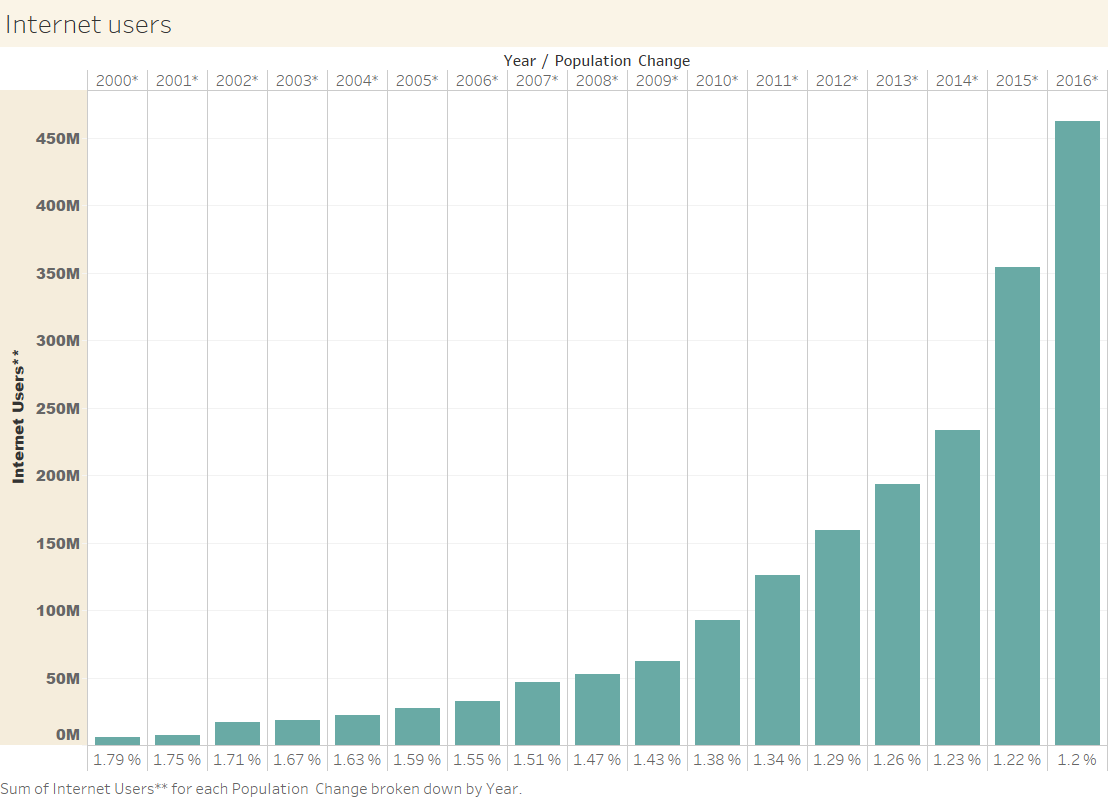 Internet users
Year / Population Change
2000* 2001* 2002* 2003* 2004* 2005* 2006* 2007* 2008* 2009* 2010* 2011* 2012* 2013* 2014* 2015* 2016*
450M
400M
350M
300M
250M
200M
150M
100M
50M
0M
Internet Users**
1.79 % 1.75 % 1.71 % 1.67 % 1.63 % 1.59 % 1.55 % 1.51 % 1.47 % 1.43 % 1.38 % 1.34 % 1.29 % 1.26 % 1.23 % 1.22 % 1.2 %
Sum of Internet Users** for each Population Change broken down by Year.